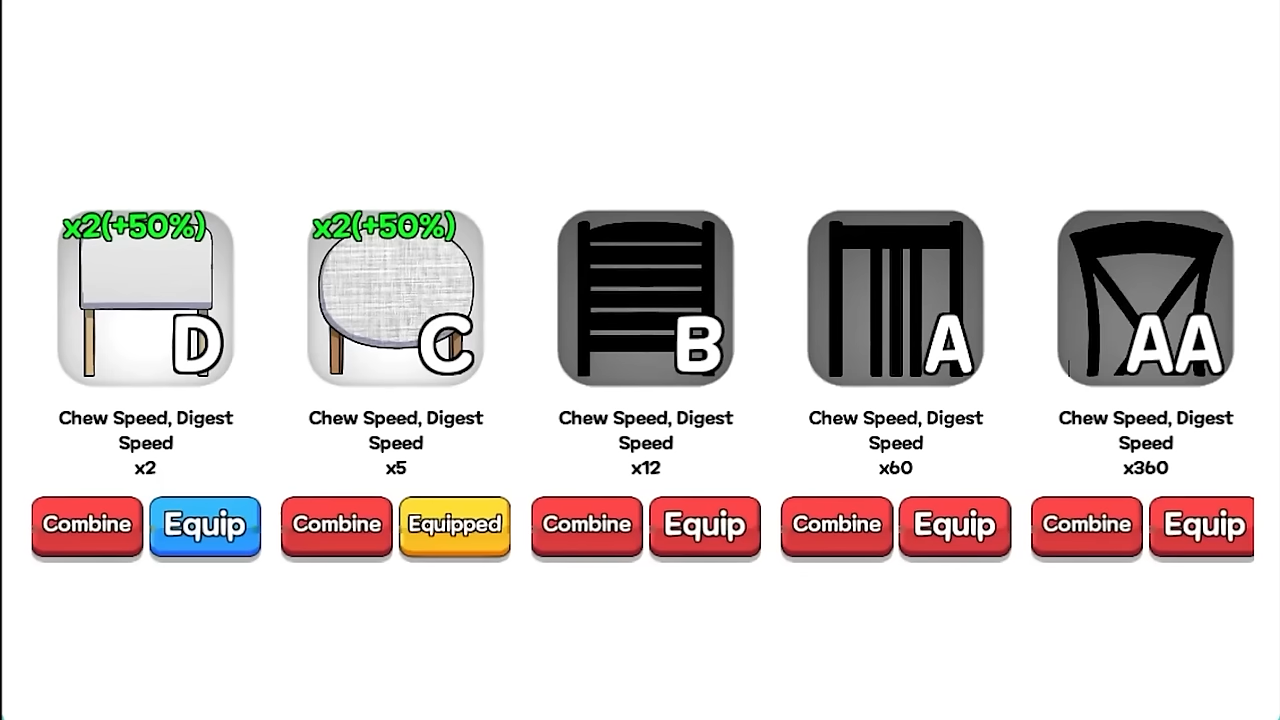 x2(+50%)
D
Chew Speed, Digest
Speed
x2
Combine
Equip
x2(+50%)
C
Chew Speed, Digest
Speed
x5
Combine
Equipped
B
Chew Speed, Digest
Speed
x12
Combine
Equip
A
Chew Speed, Digest
Speed
x60
Combine
Equip
AA
Chew Speed, Digest
Speed
x360
Combine
Equip